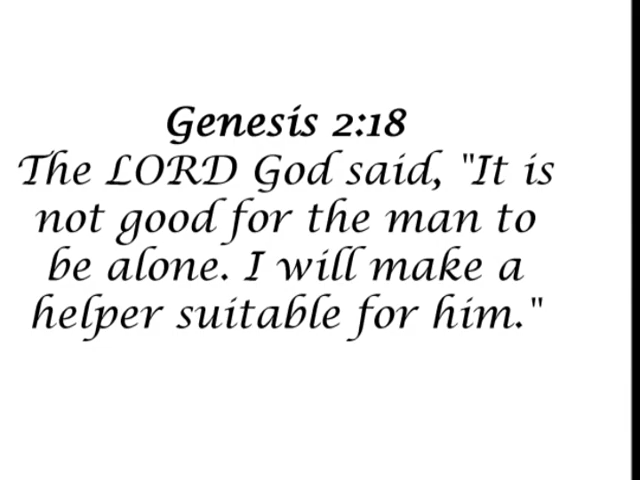 Genesis 2:18
The LORD God said, "It is
not good for the man to
be alone. I will make a
helper suitable for him."